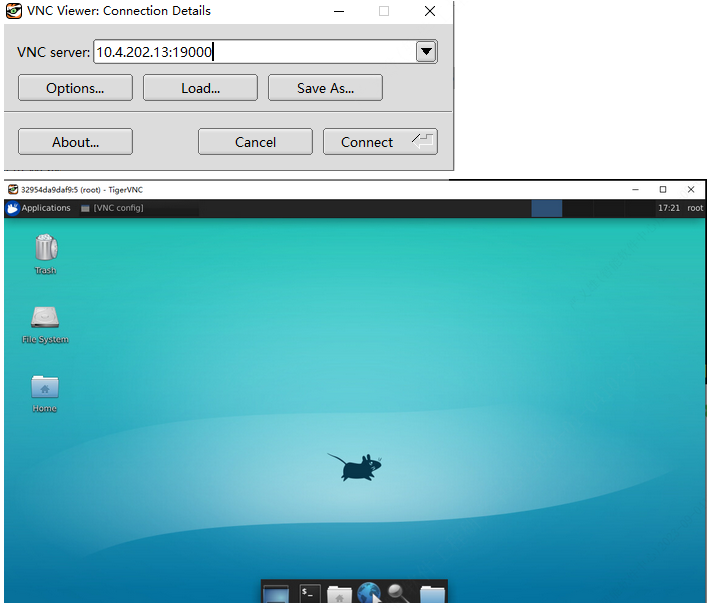 VNC Viewer: Connection Details
VNC server: 10.4.202.13:19000
Options... Load... Save As...
About... Cancel Connect
32954da9daf9:5 (root) - TigerVNC
Applications [VNC config] 17:21 root
Trash
File System
Home
$_